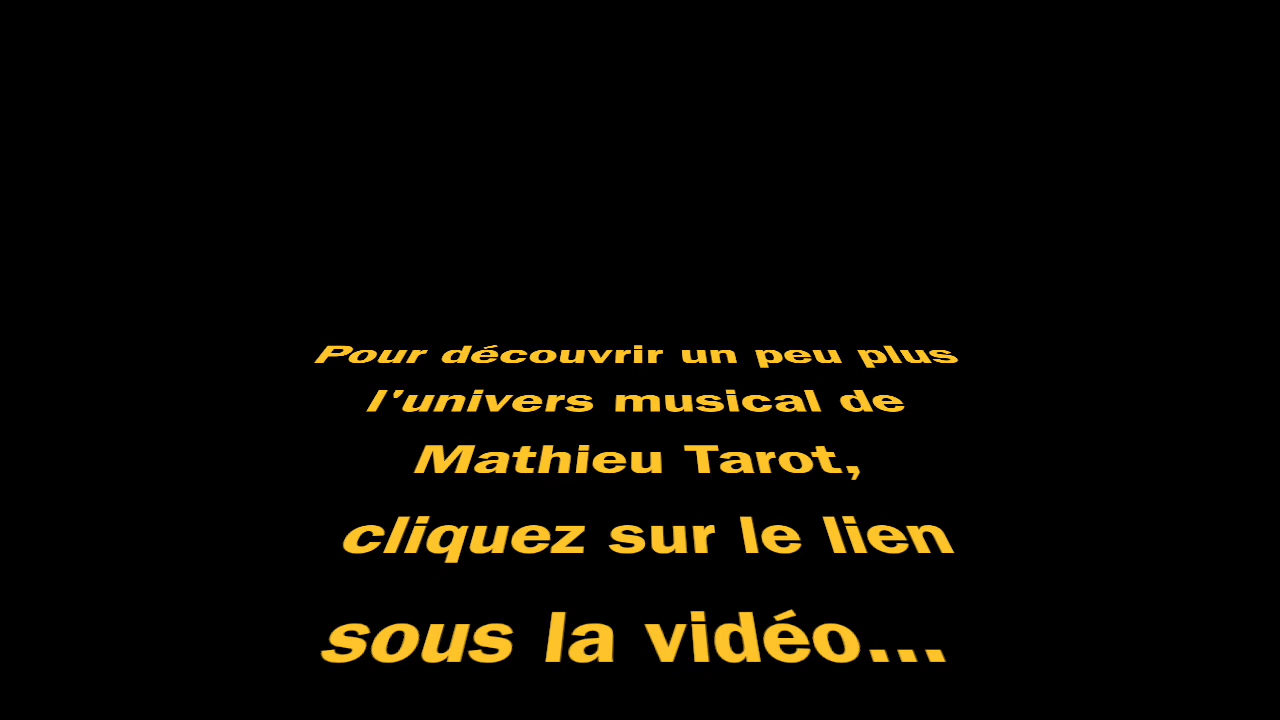 Pour découvrir un peu plus
l'univers musical de
Mathieu Tarot,
cliquez sur le lien
sous la vidéo...